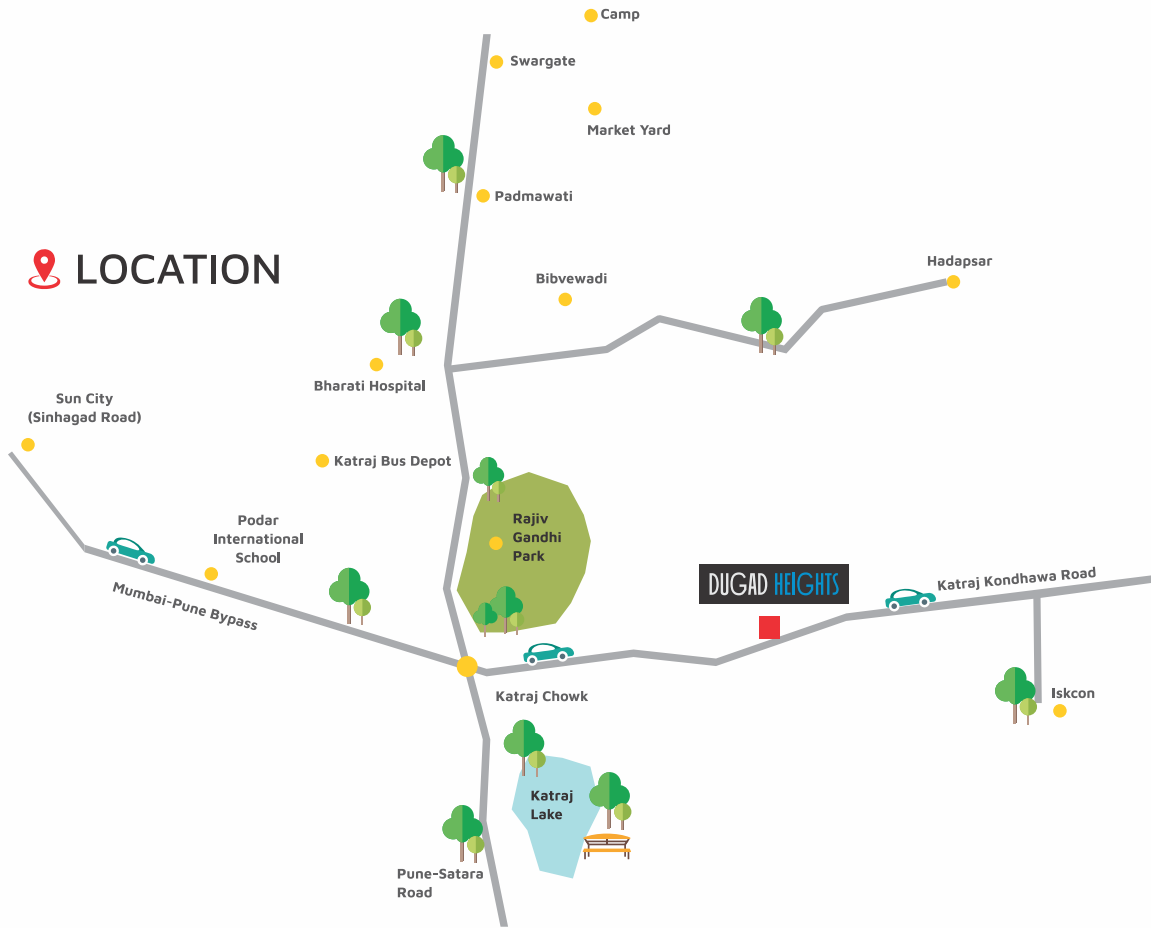 Camp
Swargate
Market Yard
Padmawati
LOCATION
Hadapsar
Bibvewadi
Bharati Hospital
Sun City
(Sinhagad Road)
Katraj Bus Depot
Podar
International
School
Rajiv
Gandhi
Park
Mumbai-Pune Bypass
DUGAD HEIGHTS
Katraj Kondhawa Road
Katraj Chowk
Iskcon
Katraj
Lake
Pune-Satara
Road